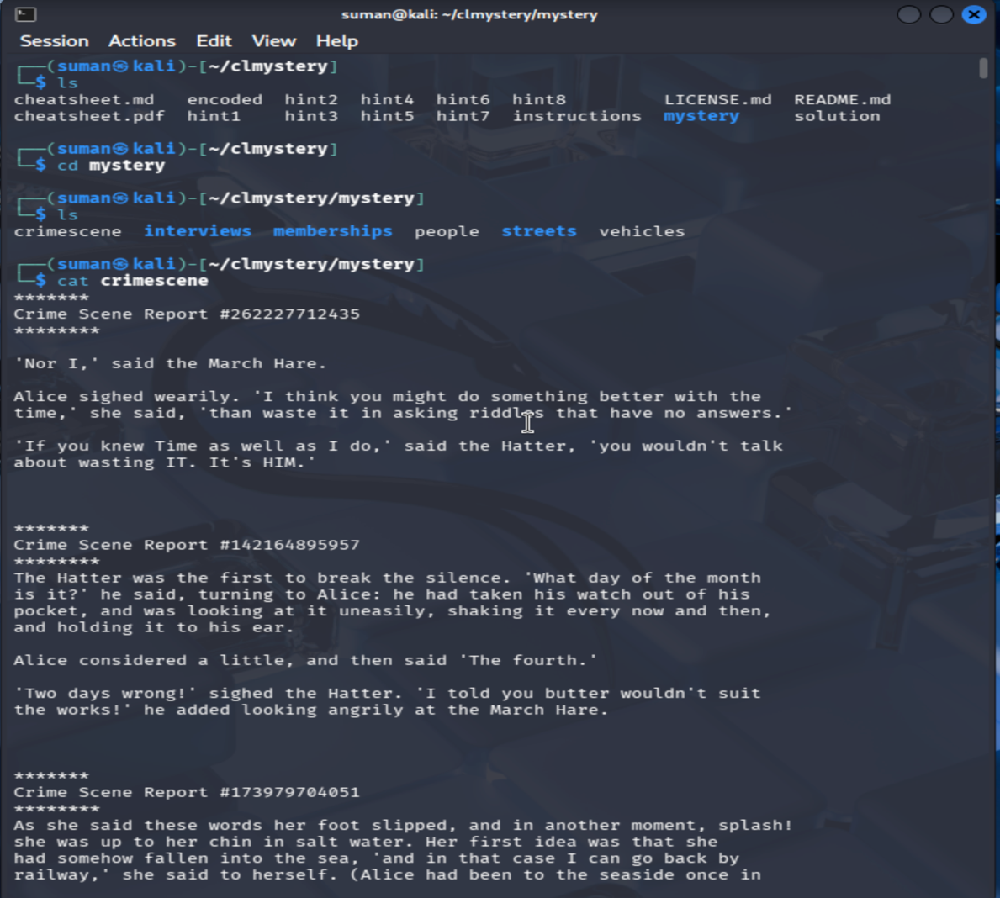 suman@kali: ~/clmystery/mystery
Session Actions Edit View Help
┌──(suman㉿kali)-[~/clmystery]
└─$ ls
cheatsheet.md encoded hint2 hint4 hint6 hint8 LICENSE.md README.md
cheatsheet.pdf hint1 hint3 hint5 hint7 instructions mystery solution
┌──(suman㉿kali)-[~/clmystery]
└─$ cd mystery
┌──(suman㉿kali)-[~/clmystery/mystery]
└─$ ls
crimescene interviews memberships people streets vehicles
┌──(suman㉿kali)-[~/clmystery/mystery]
└─$ cat crimescene
*******
Crime Scene Report #262227712435
********
'Nor I,' said the March Hare.
Alice sighed wearily. 'I think you might do something better with the
time,' she said, 'than waste it in asking riddles that have no answers.'
'If you knew Time as well as I do,' said the Hatter, 'you wouldn't talk
about wasting IT. It's HIM.'
*******
Crime Scene Report #142164895957
********
The Hatter was the first to break the silence. 'What day of the month
is it?' he said, turning to Alice: he had taken his watch out of his
pocket, and was looking at it uneasily, shaking it every now and then,
and holding it to his ear.
Alice considered a little, and then said 'The fourth.'
'Two days wrong!' sighed the Hatter. 'I told you butter wouldn't suit
the works!' he added looking angrily at the March Hare.
*******
Crime Scene Report #173979704051
********
As she said these words her foot slipped, and in another moment, splash!
she was up to her chin in salt water. Her first idea was that she
had somehow fallen into the sea, 'and in that case I can go back by
railway,' she said to herself. (Alice had been to the seaside once in